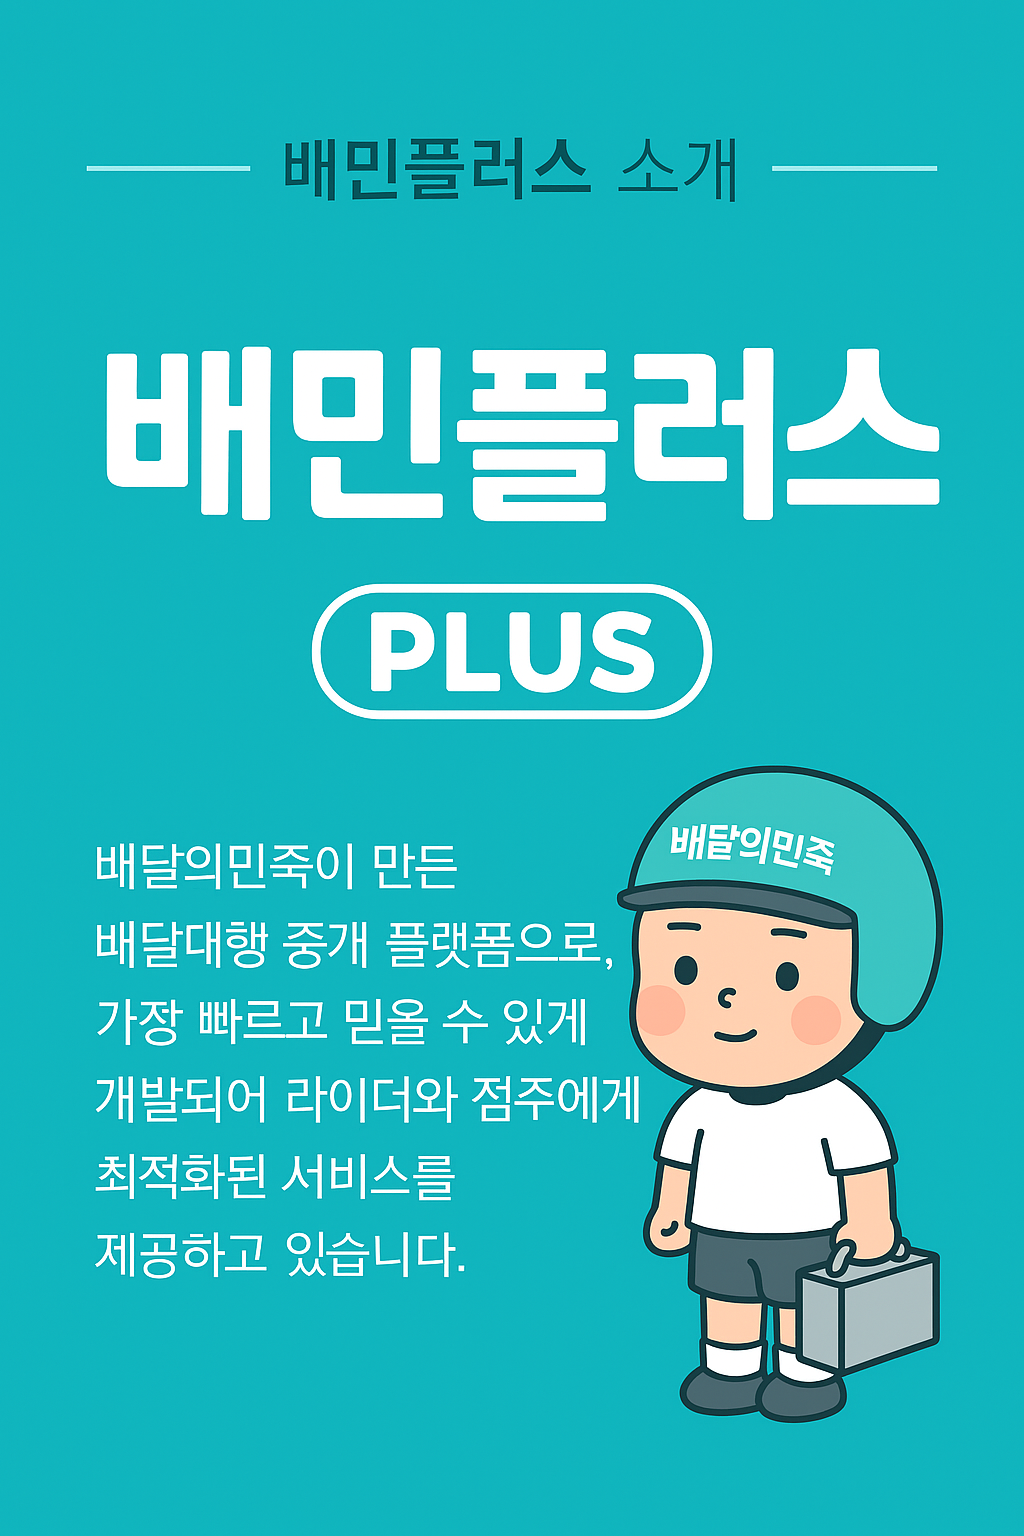 배민플러스 소개
배민플러스
PLUS
배달의민족
배달의민족이 만든
배달대행 중개 플랫폼으로,
가장 빠르고 믿을 수 있게
개발되어 라이더와 점주에게
최적화된 서비스를
제공하고 있습니다.